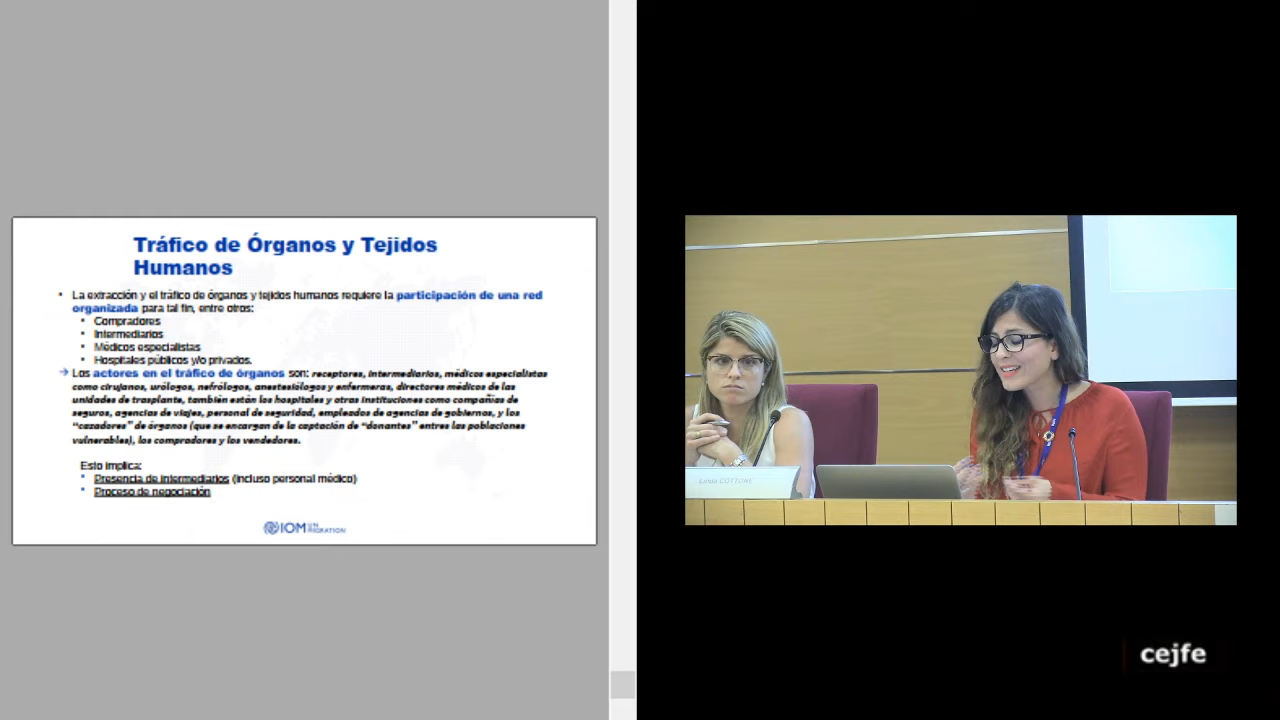 Tráfico de Órganos y Tejidos
Humanos
• La extracción y el tráfico de órganos y tejidos humanos requiere la participación de una red
organizada para tal fin, entre otros:
• Compradores
• Intermediarios
• Médicos especialistas
• Hospitales públicos y/o privados.
→ Los actores en el tráfico de órganos son: receptores, intermediarios, médicos especialistas
como cirujanos, urólogos, nefrólogos, anestesiólogos y enfermeras, directores médicos de las
unidades de trasplante, también están los hospitales y otras instituciones como compañías de
seguros, agencias de viajes, personal de seguridad, empleados de agencias de gobiernos, y los
“cazadores” de órganos (que se encargan de la captación de “donantes” entres las poblaciones
vulnerables), los compradores y los vendedores.
Esto implica:
• Presencia de intermediarios (incluso personal médico)
• Proceso de negociación
IOM UN MIGRATION
Linda COTTONE
cejfe